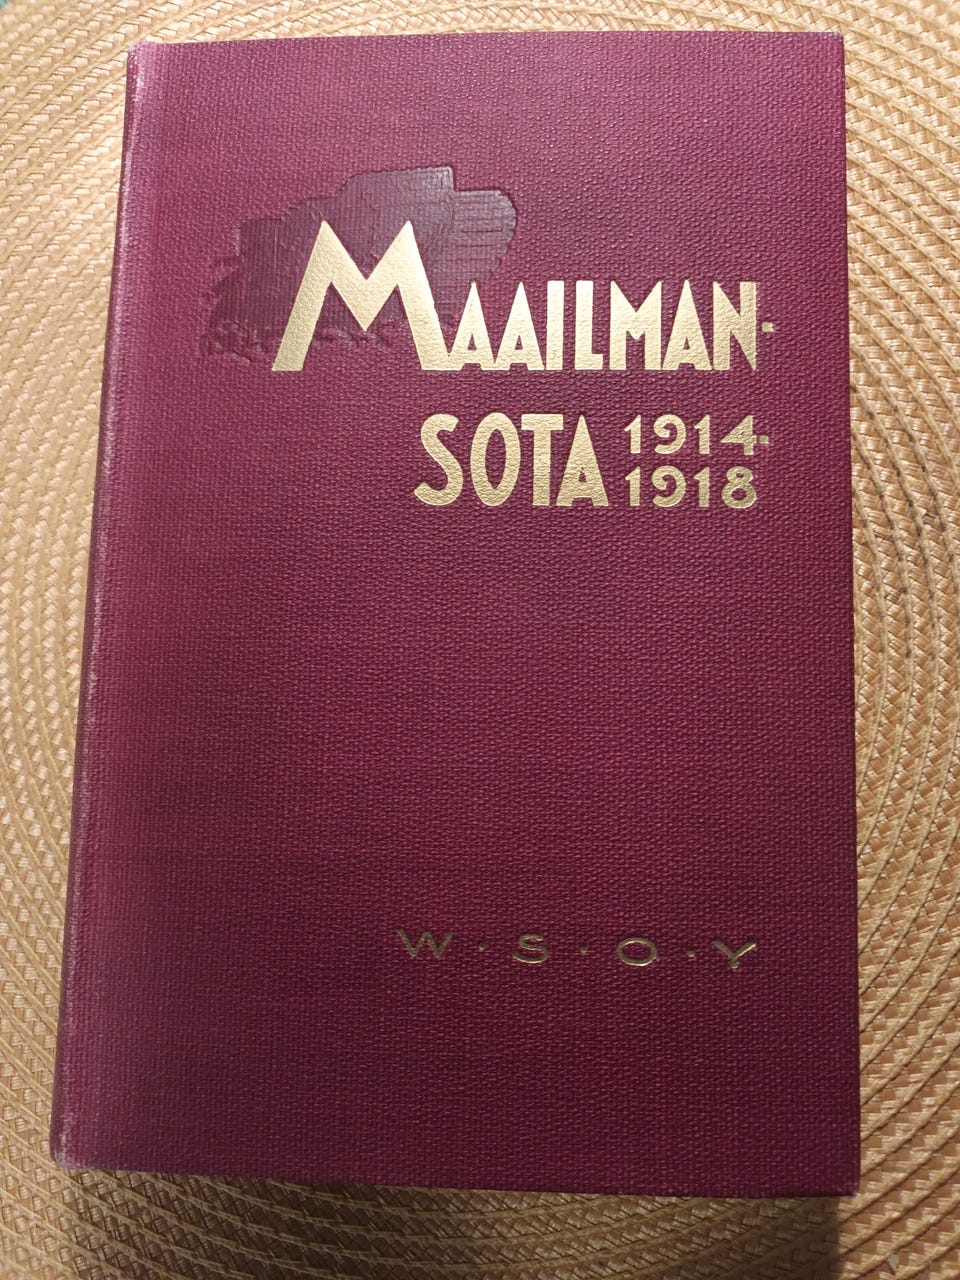 MAAILMAN-
SOTA 1914-
1918
W·S·O·Y